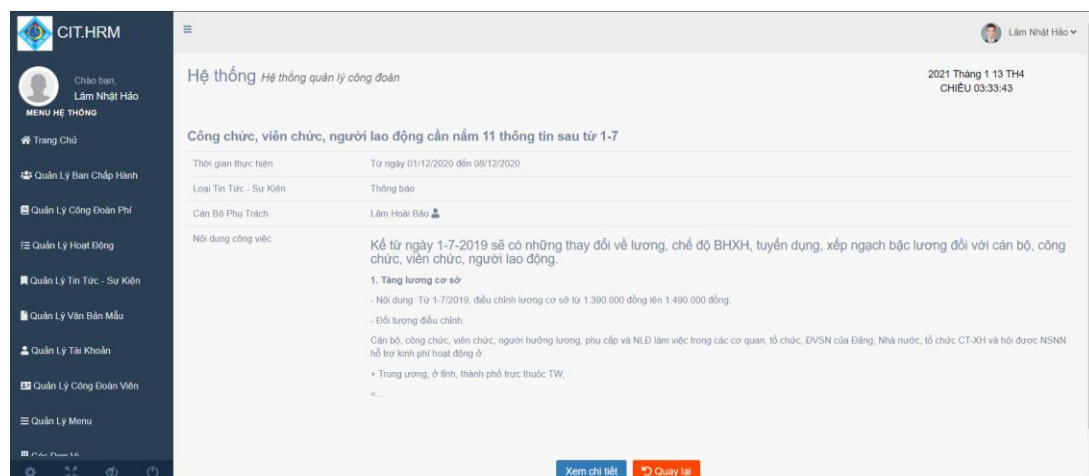 CIT.HRM
Lâm Nhật Hảo
Chào bạn,
Lâm Nhật Hảo
MENU HỆ THỐNG
Trang Chủ
Quản Lý Ban Chấp Hành
Quản Lý Công Đoàn Phí
Quản Lý Hoạt Động
Quản Lý Tin Tức - Sự Kiện
Quản Lý Văn Bản Mẫu
Quản Lý Tài Khoản
Quản Lý Công Đoàn Viên
Quản Lý Menu
Các Đơn Vị
Hệ thống Hệ thống quản lý công đoàn
2021 Tháng 1 13 TH4
CHIỀU 03:33:43
Công chức, viên chức, người lao động cần nắm 11 thông tin sau từ 1-7
Thời gian thực hiện Từ ngày 01/12/2020 đến 08/12/2020
Loại Tin Tức - Sự Kiện Thông báo
Cán Bộ Phụ Trách Lâm Hoài Bảo
Nội dung công việc
Kể từ ngày 1-7-2019 sẽ có những thay đổi về lương, chế độ BHXH, tuyển dụng, xếp ngạch bậc lương đối với cán bộ, công
chức, viên chức, người lao động.
1. Tăng lương cơ sở
- Nội dung: Từ 1-7/2019, điều chỉnh lương cơ sở từ 1.390.000 đồng lên 1.490.000 đồng.
- Đối tượng điều chỉnh:
Cán bộ, công chức, viên chức, người hưởng lương, phụ cấp và NLĐ làm việc trong các cơ quan, tổ chức, ĐVSN của Đảng, Nhà nước, tổ chức CT-XH và hội được NSNN
hỗ trợ kinh phí hoạt động ở:
+ Trung ương, ở tỉnh, thành phố trực thuộc TW;
<...
Xem chi tiết
Quay lại